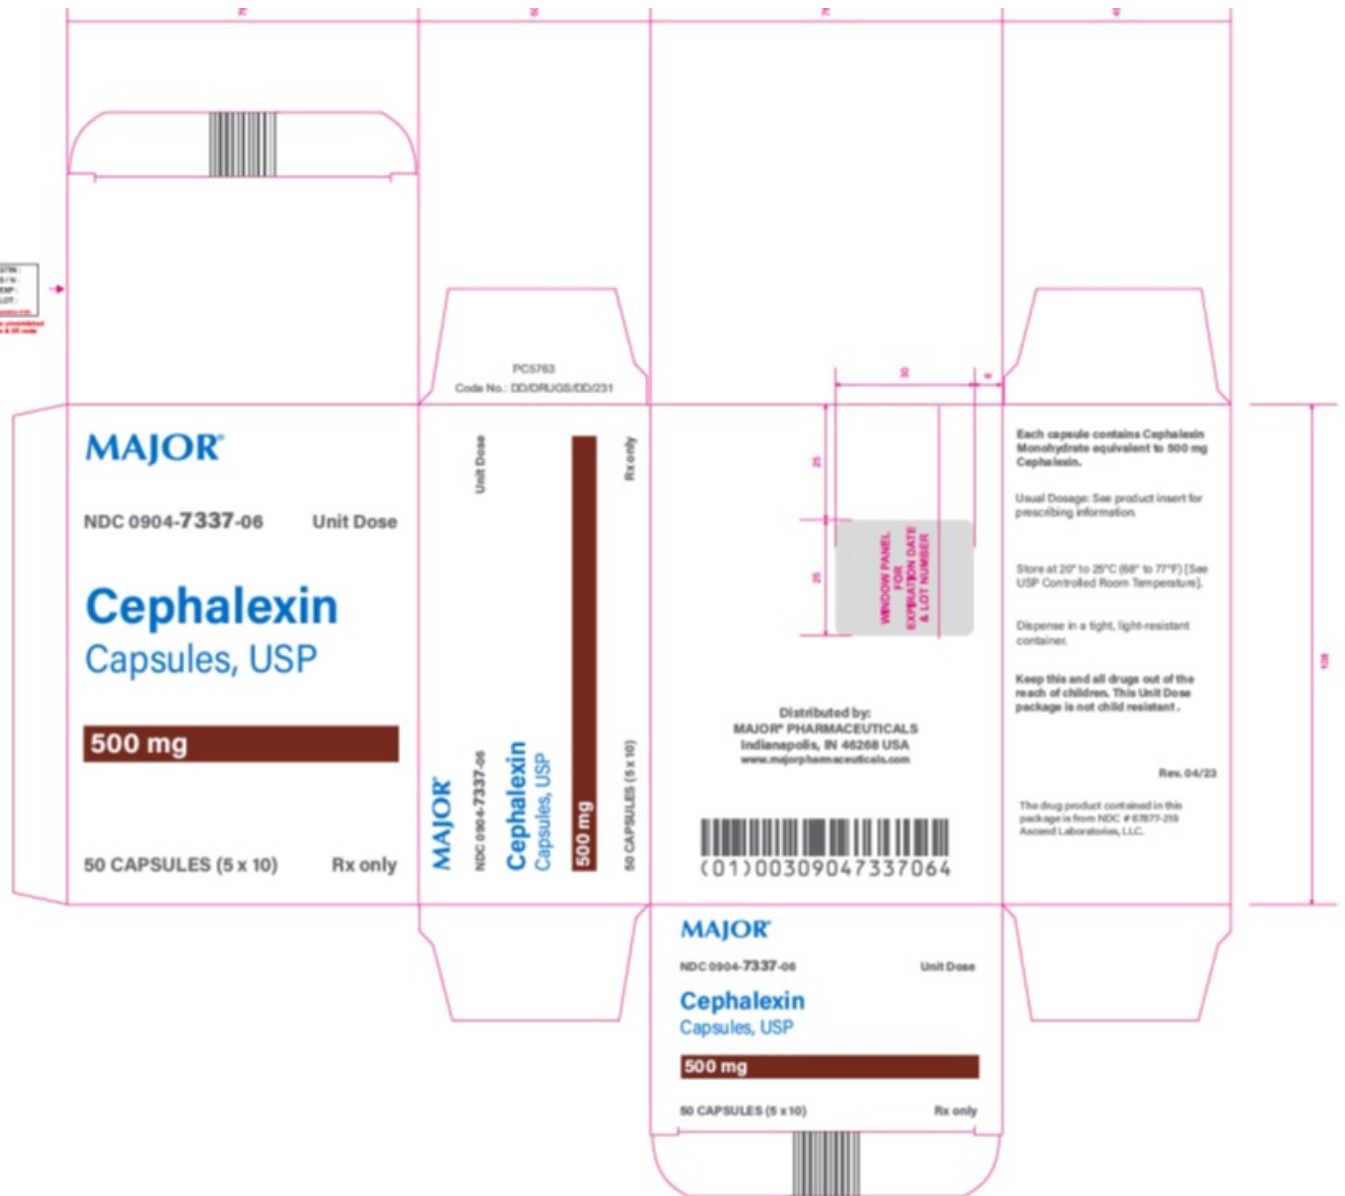 PC5763
Code No.: DD/DRUGS/DD/231
MAJOR®
NDC 0904-7337-06 Unit Dose
Cephalexin
Capsules, USP
500 mg
50 CAPSULES (5 x 10) Rx only
MAJOR®
NDC 0904-7337-06 Unit Dose
Cephalexin
Capsules, USP
500 mg
50 CAPSULES (5 x 10) Rx only
30
6
25
25
WINDOW PANEL
FOR
EXPIRATION DATE
& LOT NUMBER
Distributed by:
MAJOR® PHARMACEUTICALS
Indianapolis, IN 46268 USA
www.majorpharmaceuticals.com
(01)00309047337064
Each capsule contains Cephalexin
Monohydrate equivalent to 500 mg
Cephalexin.
Usual Dosage: See product insert for
prescribing information.
Store at 20° to 25°C (68° to 77°F) [See
USP Controlled Room Temperature].
Dispense in a tight, light-resistant
container.
Keep this and all drugs out of the
reach of children. This Unit Dose
package is not child resistant .
Rev. 04/23
The drug product contained in this
package is from NDC # 67877-219
Ascend Laboratories, LLC.
108
MAJOR®
NDC 0904-7337-06 Unit Dose
Cephalexin
Capsules, USP
500 mg
50 CAPSULES (5 x 10) Rx only